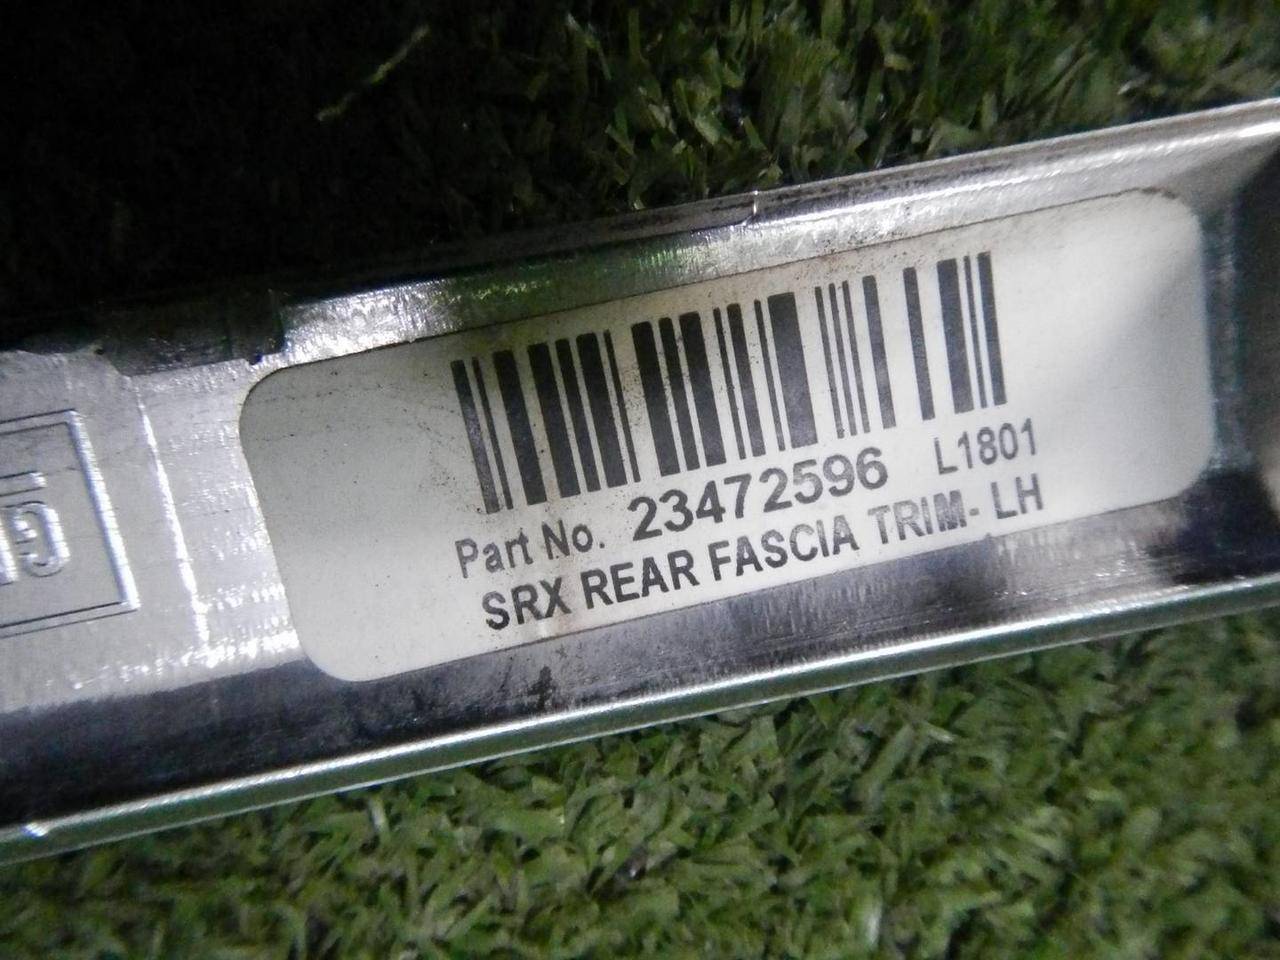 Part No. 23472596 L1801
SRX REAR FASCIA TRIM- LH